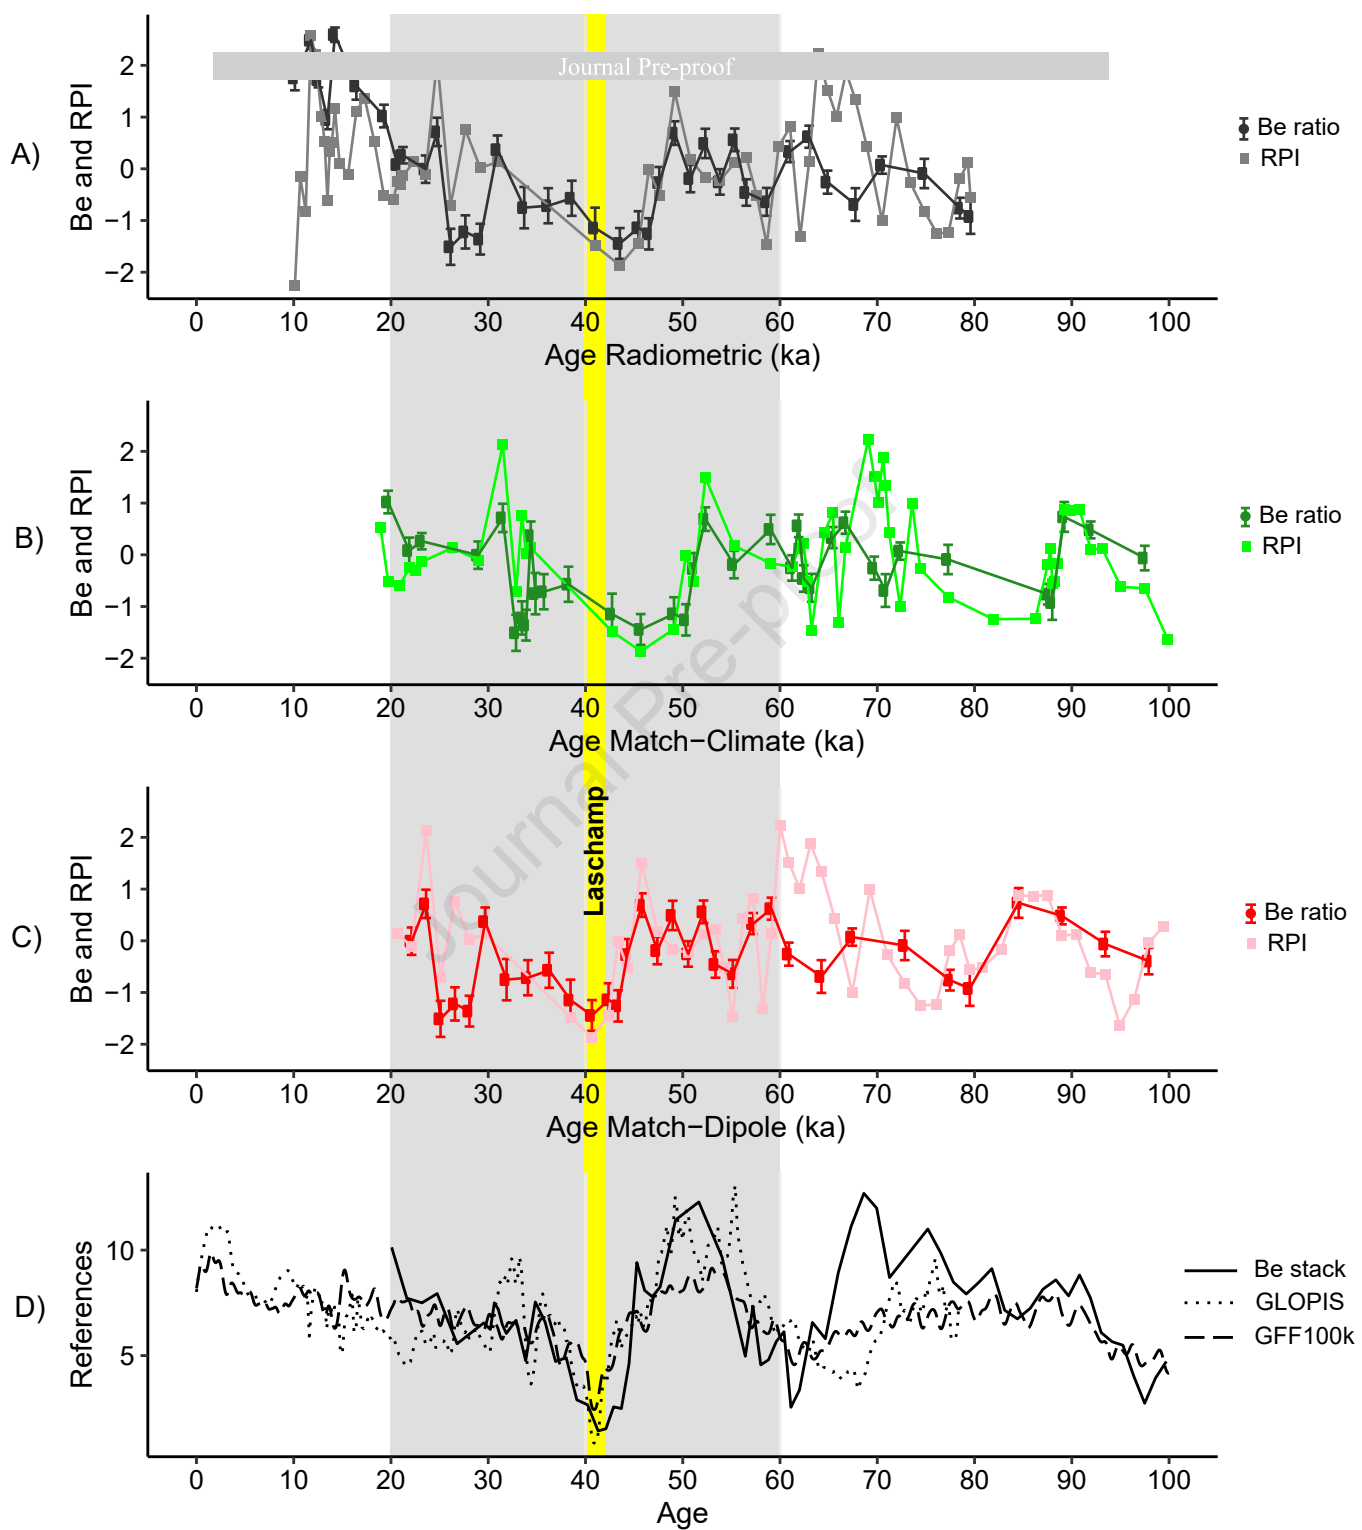 Journal Pre-proof
A)
Be and RPI
2
1
0
−1
−2
Be ratio
RPI
0 10 20 30 40 50 60 70 80 90 100
Age Radiometric (ka)
B)
Be and RPI
2
1
0
−1
−2
Be ratio
RPI
0 10 20 30 40 50 60 70 80 90 100
Age Match−Climate (ka)
Journal Pre-proof
Laschamp
C)
Be and RPI
2
1
0
−1
−2
Be ratio
RPI
0 10 20 30 40 50 60 70 80 90 100
Age Match−Dipole (ka)
D)
References
10
5
Be stack
GLOPIS
GFF100k
0 10 20 30 40 50 60 70 80 90 100
Age